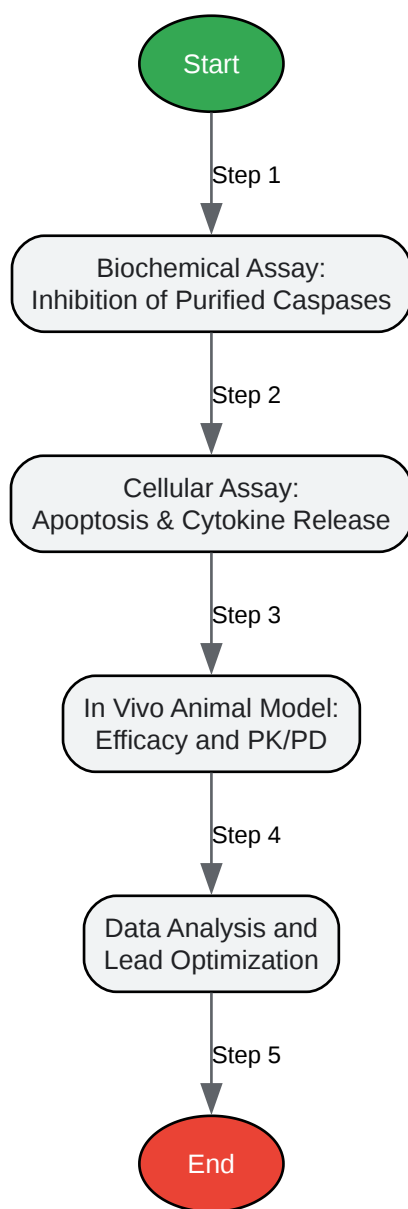 Start
Step 1
Biochemical Assay:
Inhibition of Purified Caspases
Step 2
Cellular Assay:
Apoptosis & Cytokine Release
Step 3
In Vivo Animal Model:
Efficacy and PK/PD
Step 4
Data Analysis and
Lead Optimization
Step 5
End